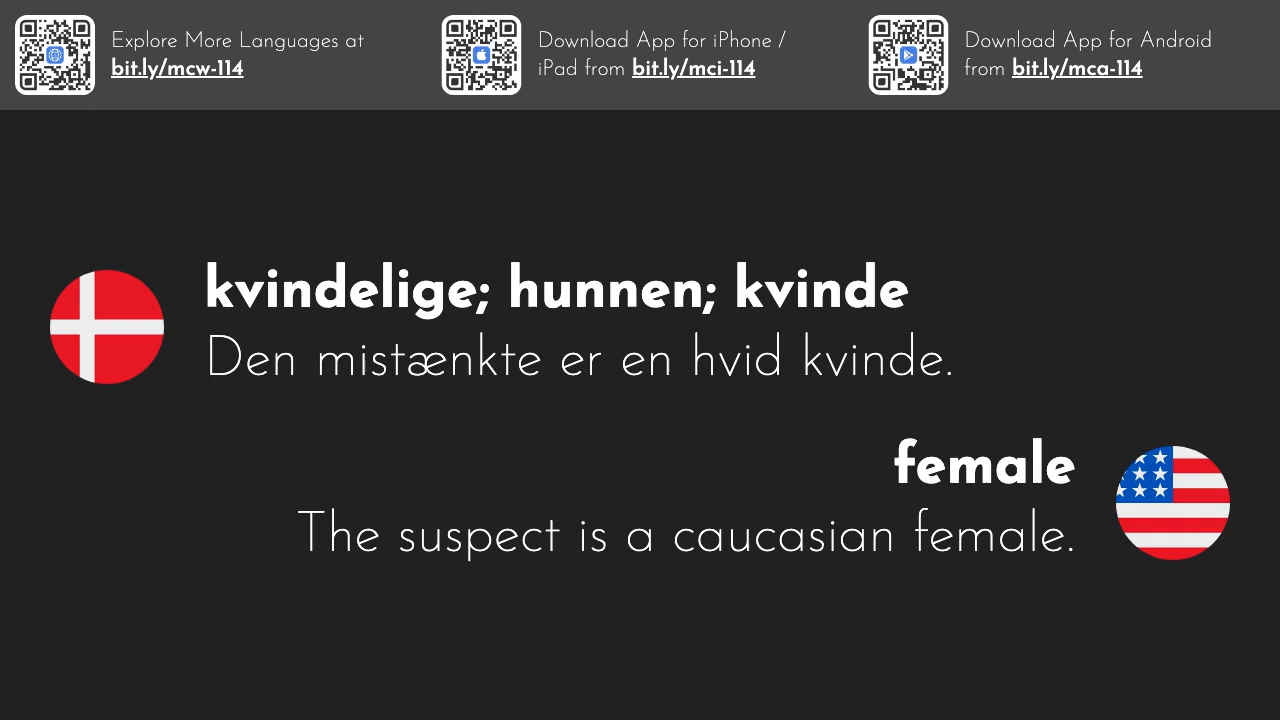 Explore More Languages at
bit.ly/mcw-114
Download App for iPhone /
iPad from bit.ly/mci-114
Download App for Android
from bit.ly/mca-114
kvindelige; hunnen; kvinde
Den mistænkte er en hvid kvinde.
female
The suspect is a caucasian female.